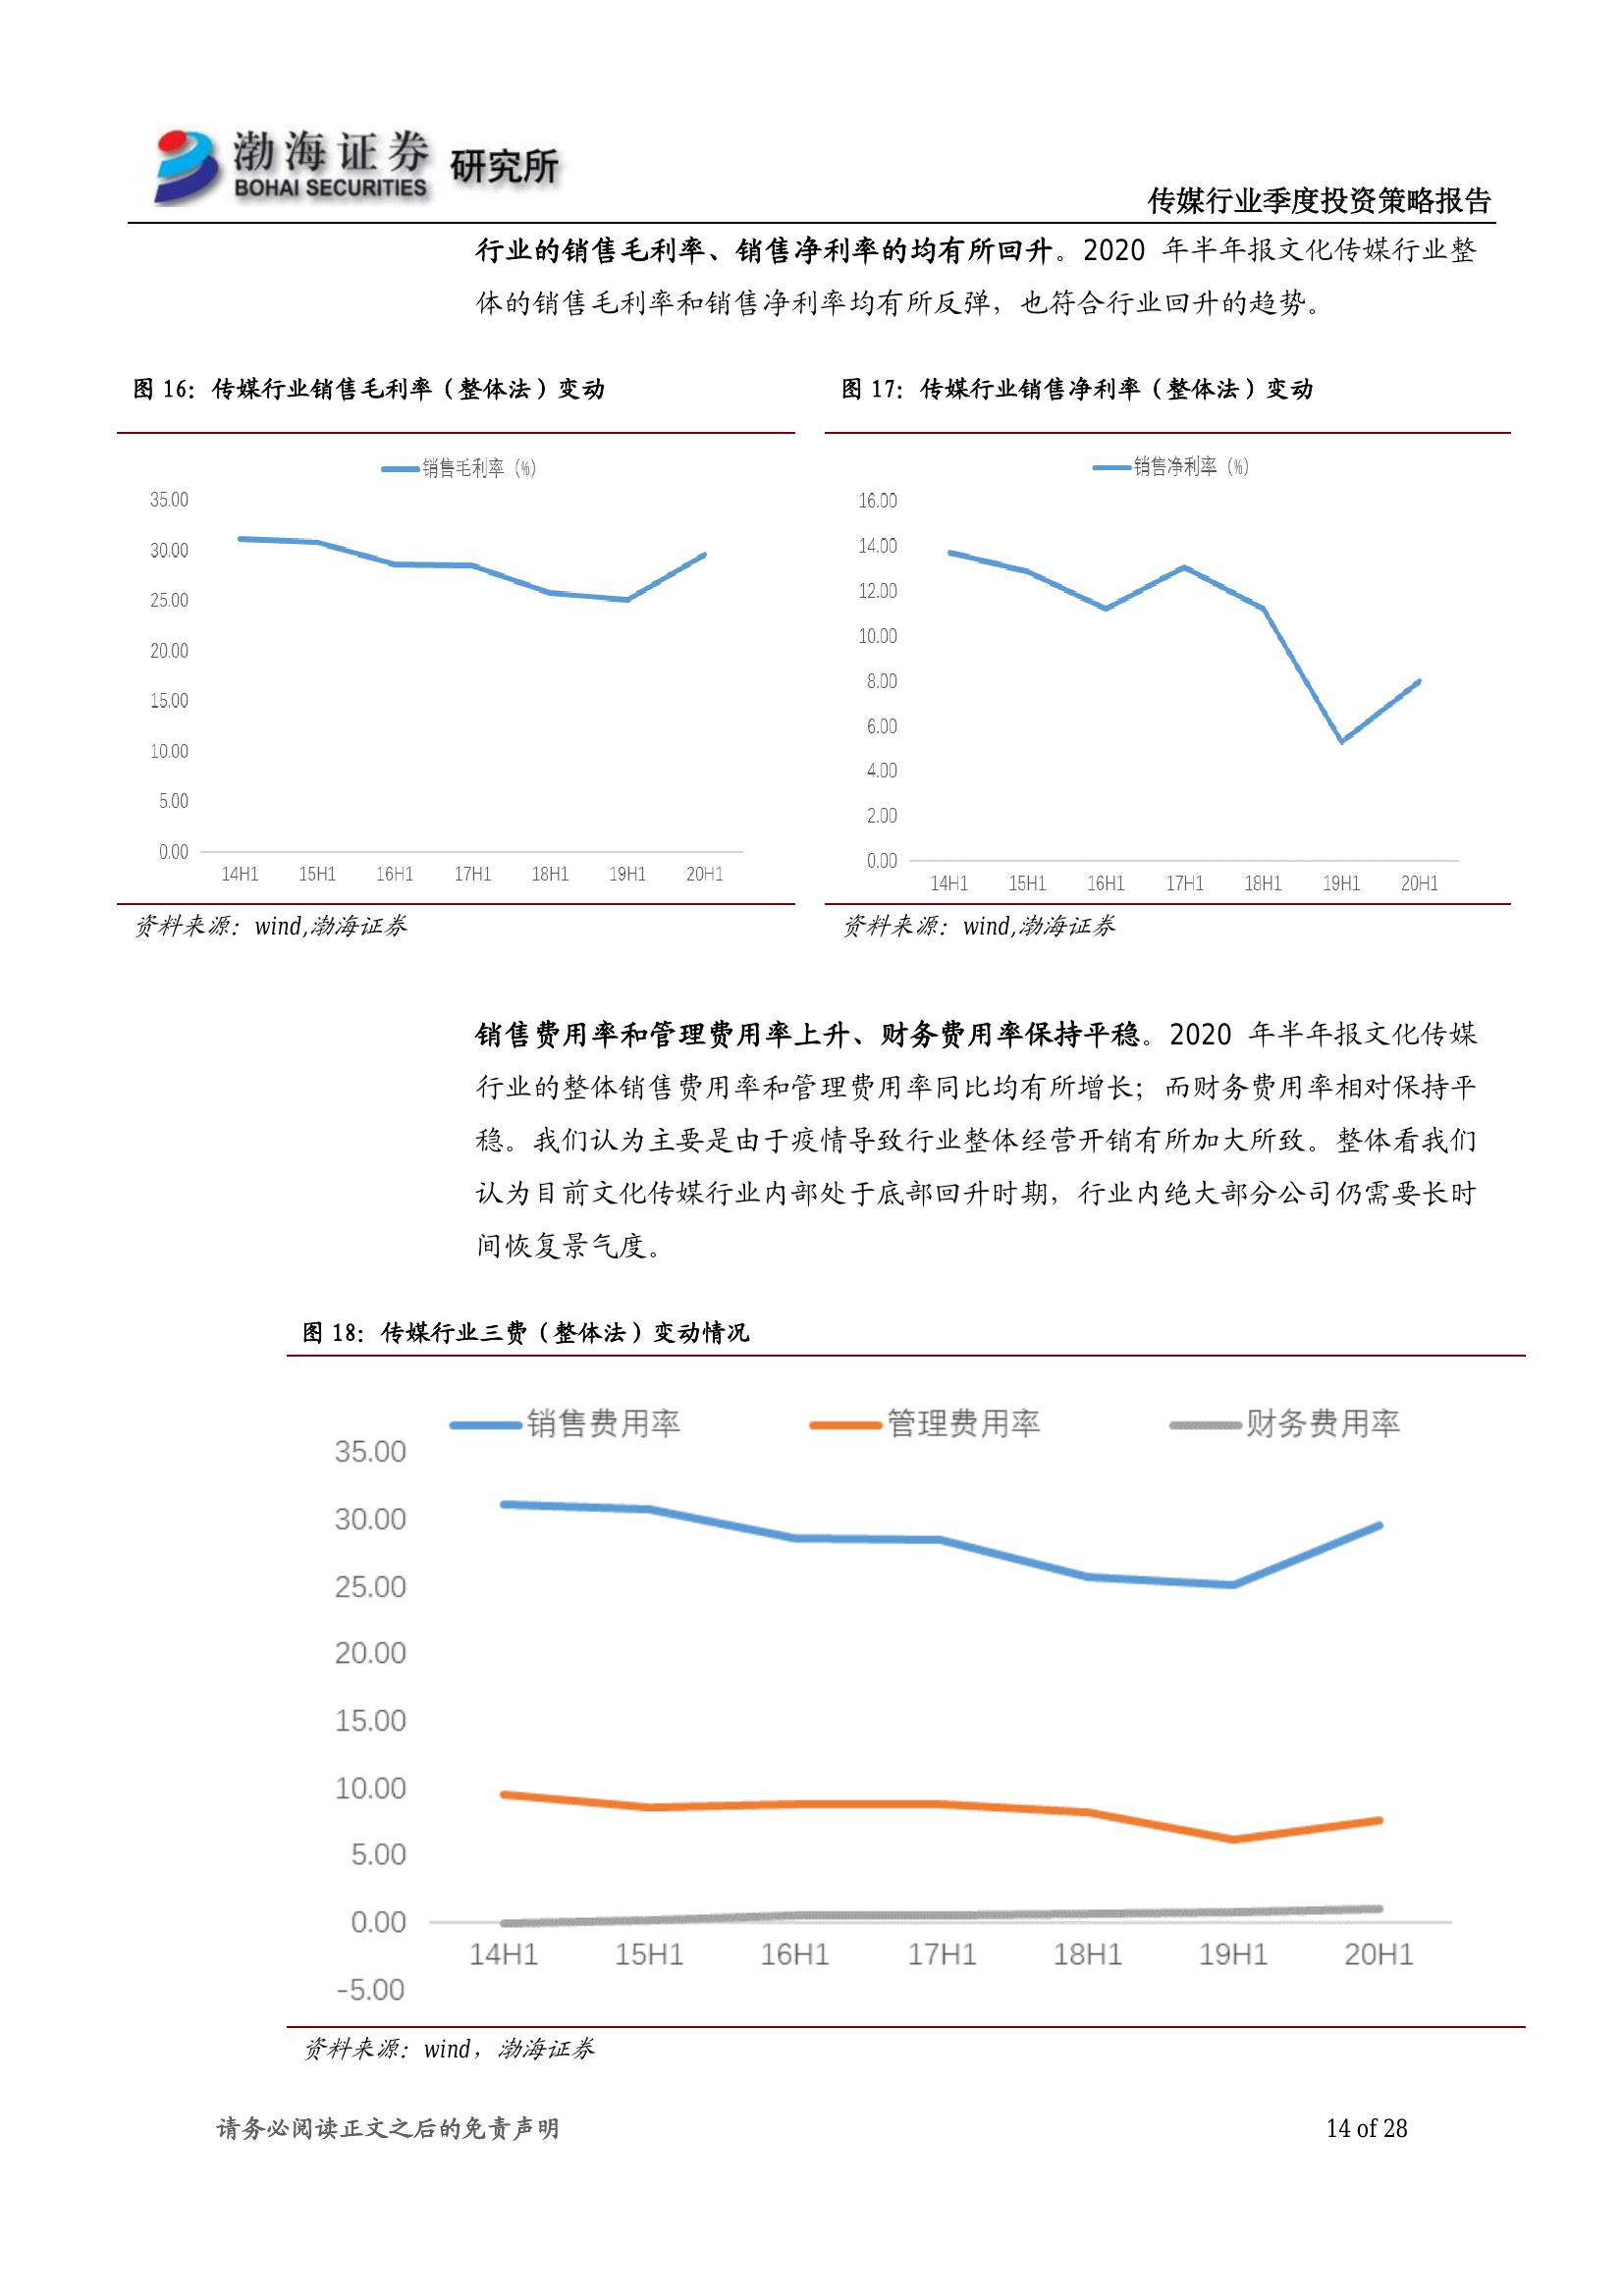 渤海证券 研究所
BOHAI SECURITIES
传媒行业季度投资策略报告
行业的销售毛利率、销售净利率的均有所回升。2020 年半年报文化传媒行业整
体的销售毛利率和销售净利率均有所反弹，也符合行业回升的趋势。
图 16：传媒行业销售毛利率（整体法）变动
销售毛利率（%）
35.00
30.00
25.00
20.00
15.00
10.00
5.00
0.00
14H1 15H1 16H1 17H1 18H1 19H1 20H1
资料来源：wind,渤海证券
图 17：传媒行业销售净利率（整体法）变动
销售净利率（%）
16.00
14.00
12.00
10.00
8.00
6.00
4.00
2.00
0.00
14H1 15H1 16H1 17H1 18H1 19H1 20H1
资料来源：wind,渤海证券
销售费用率和管理费用率上升、财务费用率保持平稳。2020 年半年报文化传媒
行业的整体销售费用率和管理费用率同比均有所增长；而财务费用率相对保持平
稳。我们认为主要是由于疫情导致行业整体经营开销有所加大所致。整体看我们
认为目前文化传媒行业内部处于底部回升时期，行业内绝大部分公司仍需要长时
间恢复景气度。
图 18：传媒行业三费（整体法）变动情况
销售费用率 管理费用率 财务费用率
35.00
30.00
25.00
20.00
15.00
10.00
5.00
0.00
14H1 15H1 16H1 17H1 18H1 19H1 20H1
-5.00
资料来源：wind，渤海证券
请务必阅读正文之后的免责声明 14 of 28